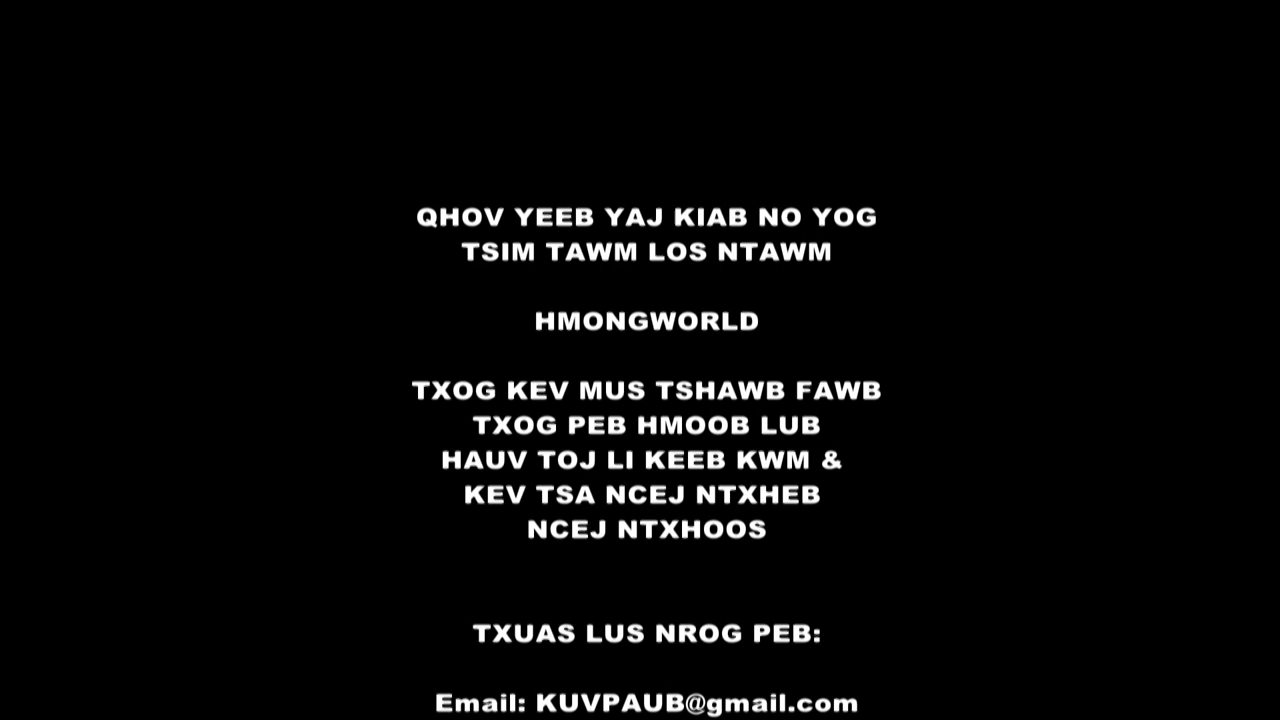 QHOV YEEB YAJ KIAB NO YOG
TSIM TAWM LOS NTAWM
HMONGWORLD
TXOG KEV MUS TSHAWB FAWB
TXOG PEB HMOOB LUB
HAUV TOJ LI KEEB KWM &
KEV TSA NCEJ NTXHEB
NCEJ NTXHOOS
TXUAS LUS NROG PEB:
Email: KUVPAUB@gmail.com